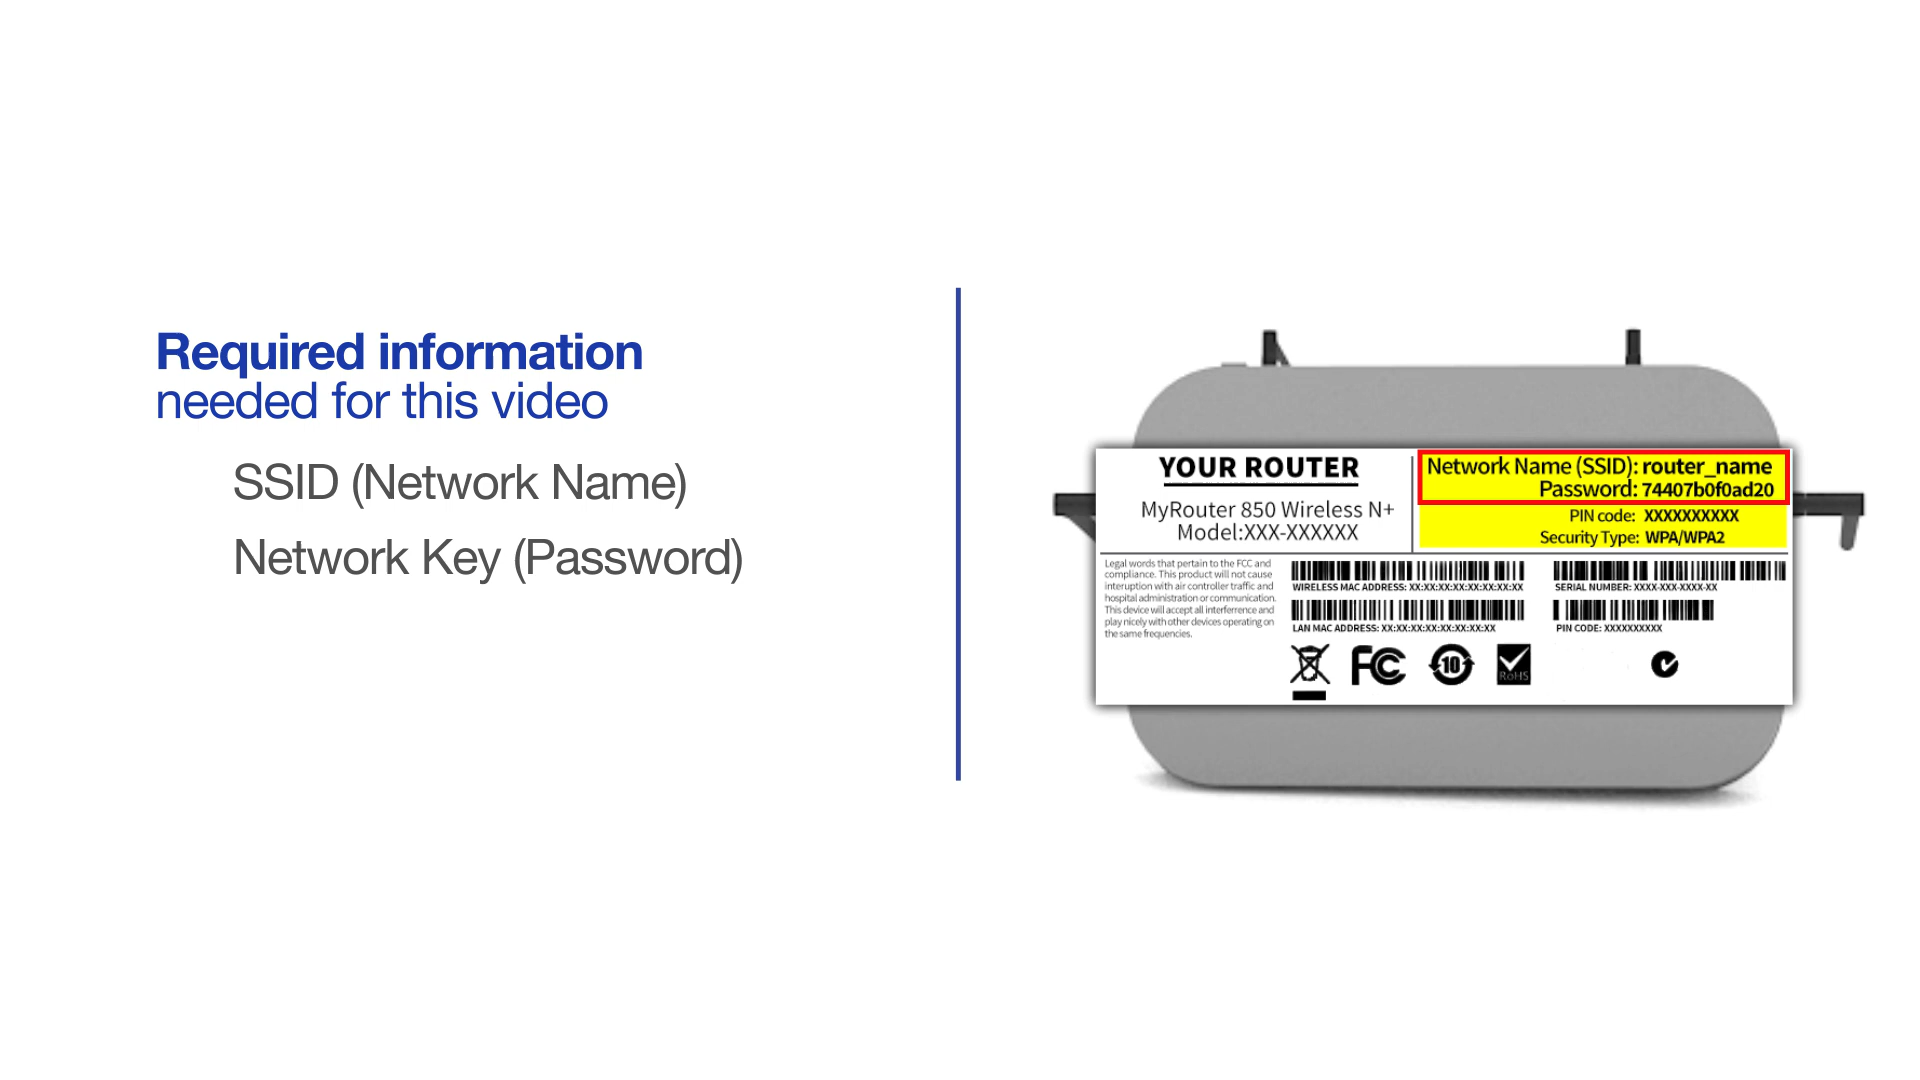 Required information
needed for this video
SSID (Network Name)
Network Key (Password)
YOUR ROUTER
MyRouter 850 Wireless N+
Model:XXX-XXXXXX
Network Name (SSID): router_name
Password: 74407b0f0ad20
PIN code: XXXXXXXXXX
Security Type: WPA/WPA2
Legal words that pertain to the FCC and
compliance. This product will not cause
interuption with air controller traffic and
hospital administration or communication.
This device will accept all interferrence and
play nicely with other devices operating on
the same frequencies.
WIRELESS MAC ADDRESS: XX:XX:XX:XX:XX:XX:XX:XX
SERIAL NUMBER: XXXX-XXX-XXXX-XX
LAN MAC ADDRESS: XX:XX:XX:XX:XX:XX:XX:XX
PIN CODE: XXXXXXXXXX
FC
10
RoHS